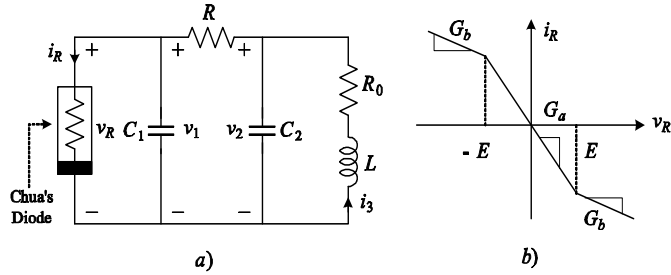 R
i_R
+ + +
R_0
v_R C_1 v_1 v_2 C_2
L
Chua's
Diode
i_3
− − −
a)
i_R
G_b
G_a
v_R
- E
E
G_b
b)